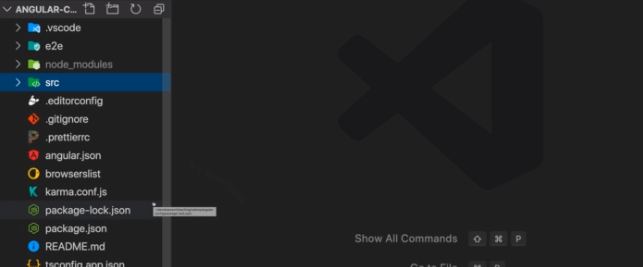 ANGULAR-C...
.vscode
e2e
node_modules
src
.editorconfig
.gitignore
.prettierrc
angular.json
browserslist
karma.conf.js
package-lock.json
package.json
README.md
tsconfig.app.json
Show All Commands ⇧ ⌘ P
Go to File ⌘ P